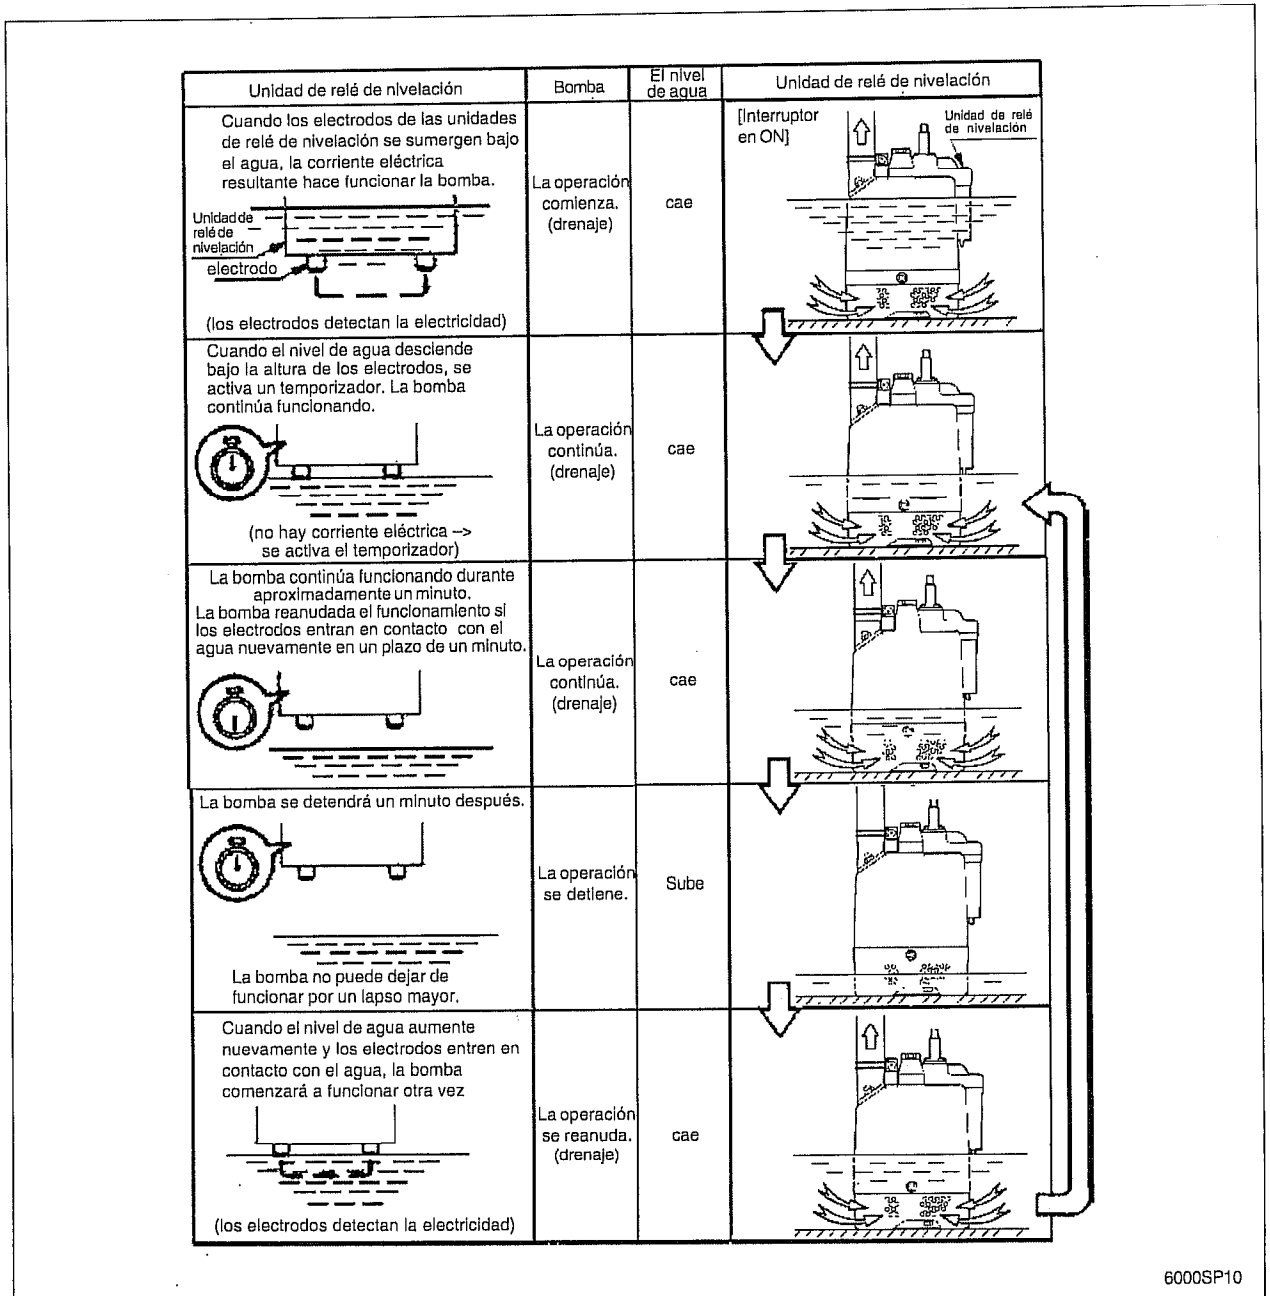 Unidad de relé de nivelación
Bomba
El nivel
de agua
Unidad de relé de nivelación
Cuando los electrodos de las unidades
de relé de nivelación se sumergen bajo
el agua, la corriente eléctrica
resultante hace funcionar la bomba.
Unidad de
relé de
nivelación
electrodo
(los electrodos detectan la electricidad)
La operación
comienza.
(drenaje)
cae
[Interruptor
en ON]
Unidad de relé
de nivelación
Cuando el nivel de agua desciende
bajo la altura de los electrodos, se
activa un temporizador. La bomba
continúa funcionando.
(no hay corriente eléctrica –>
se activa el temporizador)
La operación
continúa.
(drenaje)
cae
La bomba continúa funcionando durante
aproximadamente un minuto.
La bomba reanudada el funcionamiento si
los electrodos entran en contacto con el
agua nuevamente en un plazo de un minuto.
La operación
continúa.
(drenaje)
cae
La bomba se detendrá un minuto después.
La bomba no puede dejar de
funcionar por un lapso mayor.
La operación
se detiene.
Sube
Cuando el nivel de agua aumente
nuevamente y los electrodos entren en
contacto con el agua, la bomba
comenzará a funcionar otra vez
(los electrodos detectan la electricidad)
La operación
se reanuda.
(drenaje)
cae
6000SP10